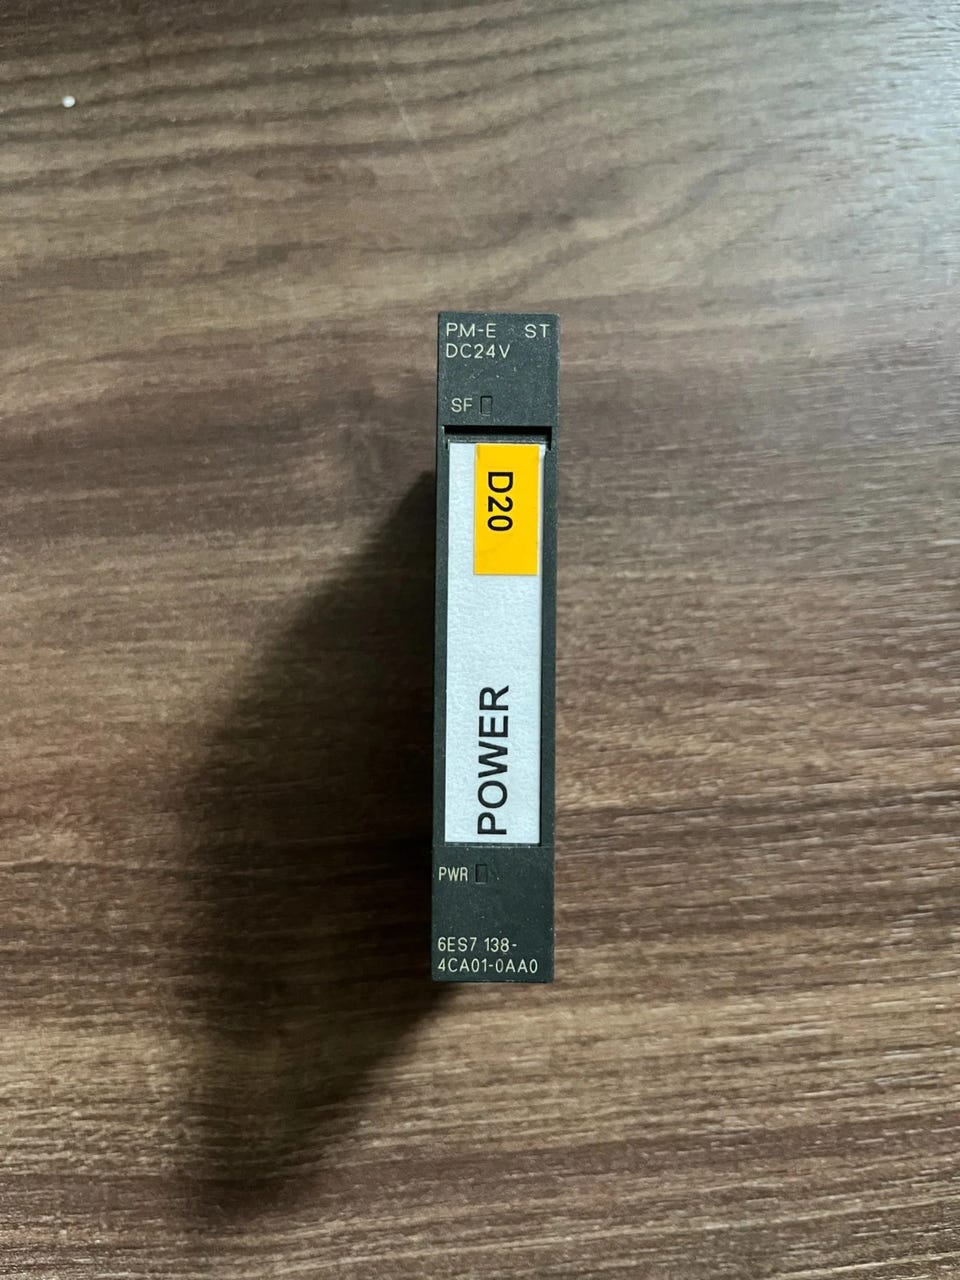 PM-E ST
DC24V
SF
D20
POWER
PWR
6ES7 138-
4CA01-0AA0